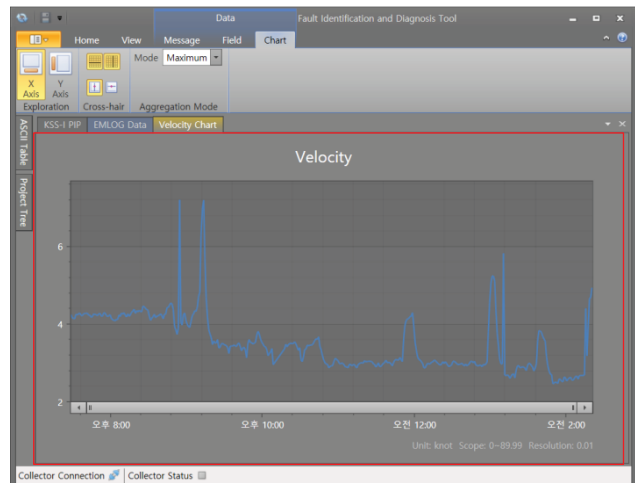 Data
Fault Identification and Diagnosis Tool
Home View Message Field Chart
Mode Maximum
X Axis
Y Axis
Exploration Cross-hair Aggregation Mode
KSS-I PIP EMLOG Data Velocity Chart
ASCII Table
Project Tree
Velocity
6
4
2
오후 8:00 오후 10:00 오전 12:00 오전 2:00
Unit: knot Scope: 0~89.99 Resolution: 0.01
Collector Connection Collector Status